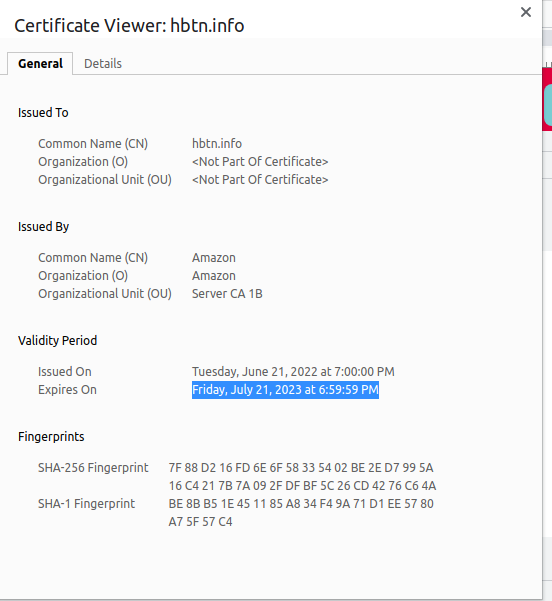 Certificate Viewer: hbtn.info
General Details
Issued To
Common Name (CN) hbtn.info
Organization (O) <Not Part Of Certificate>
Organizational Unit (OU) <Not Part Of Certificate>
Issued By
Common Name (CN) Amazon
Organization (O) Amazon
Organizational Unit (OU) Server CA 1B
Validity Period
Issued On Tuesday, June 21, 2022 at 7:00:00 PM
Expires On Friday, July 21, 2023 at 6:59:59 PM
Fingerprints
SHA-256 Fingerprint 7F 88 D2 16 FD 6E 6F 58 33 54 02 BE 2E D7 99 5A
16 C4 21 7B 7A 09 2F DF BF 5C 26 CD 42 76 C6 4A
SHA-1 Fingerprint BE 8B B5 1E 45 11 85 A8 34 F4 9A 71 D1 EE 57 80
A7 5F 57 C4